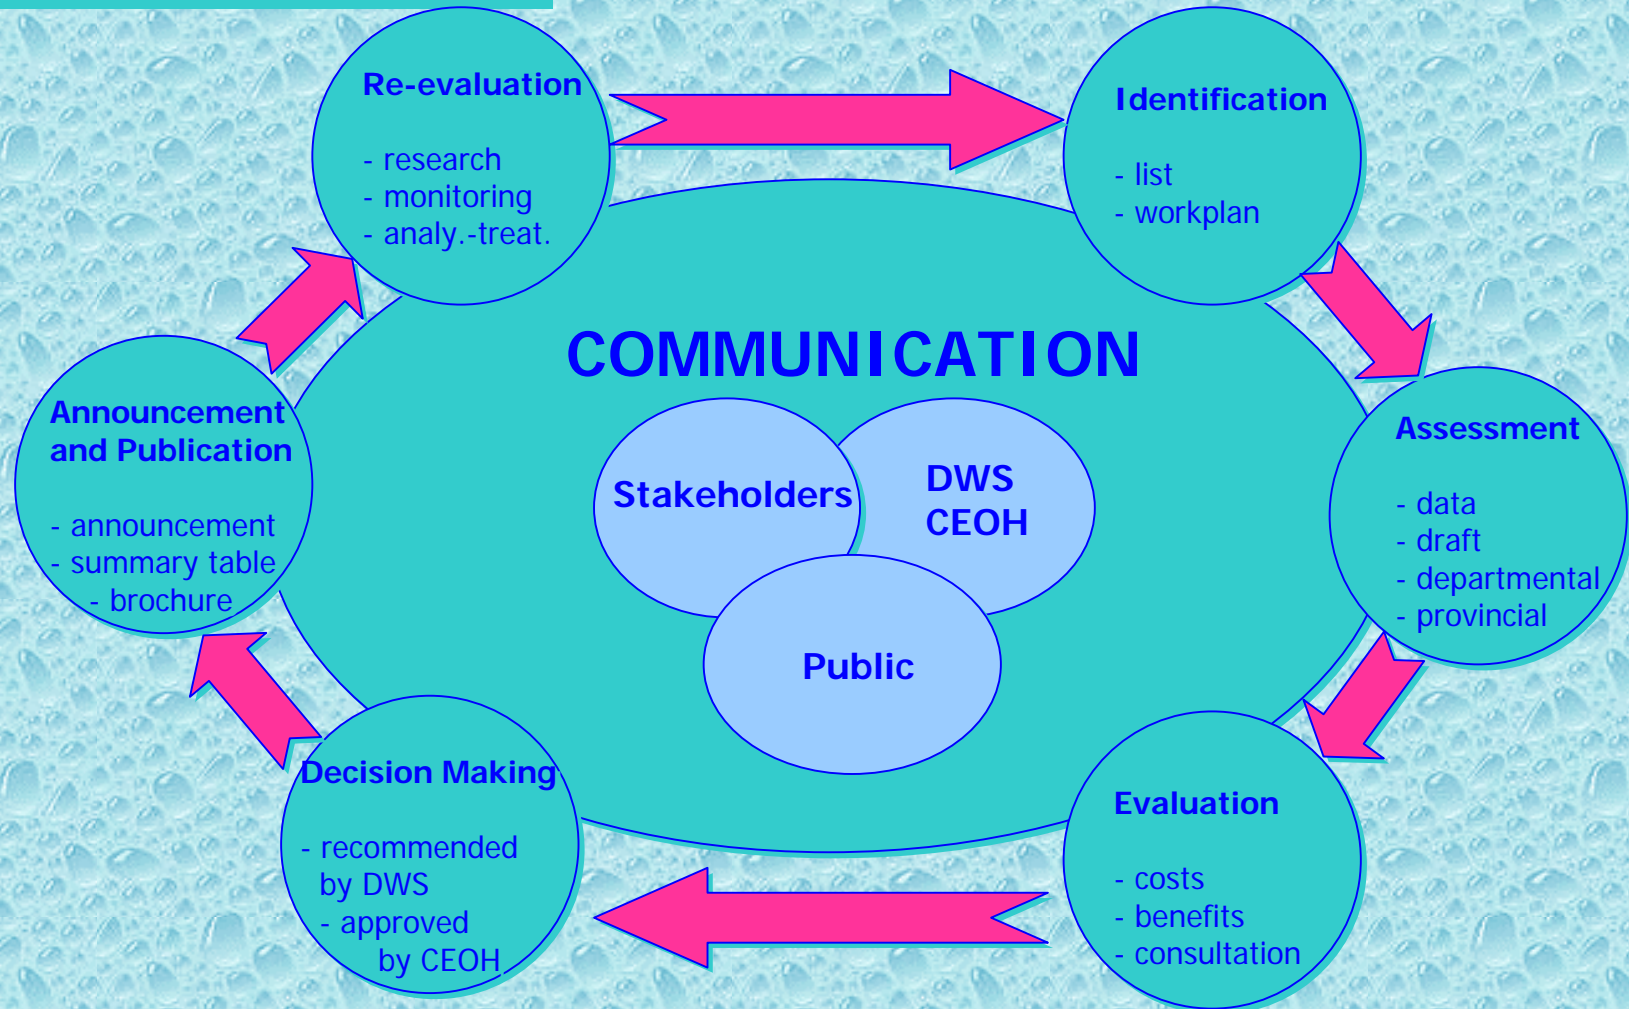 Re-evaluation
- research
- monitoring
- analy.-treat.
Identification
- list
- workplan
COMMUNICATION
Stakeholders
DWS
CEOH
Public
Announcement
and Publication
- announcement
- summary table
- brochure
Assessment
- data
- draft
- departmental
- provincial
Decision Making
- recommended
by DWS
- approved
by CEOH
Evaluation
- costs
- benefits
- consultation